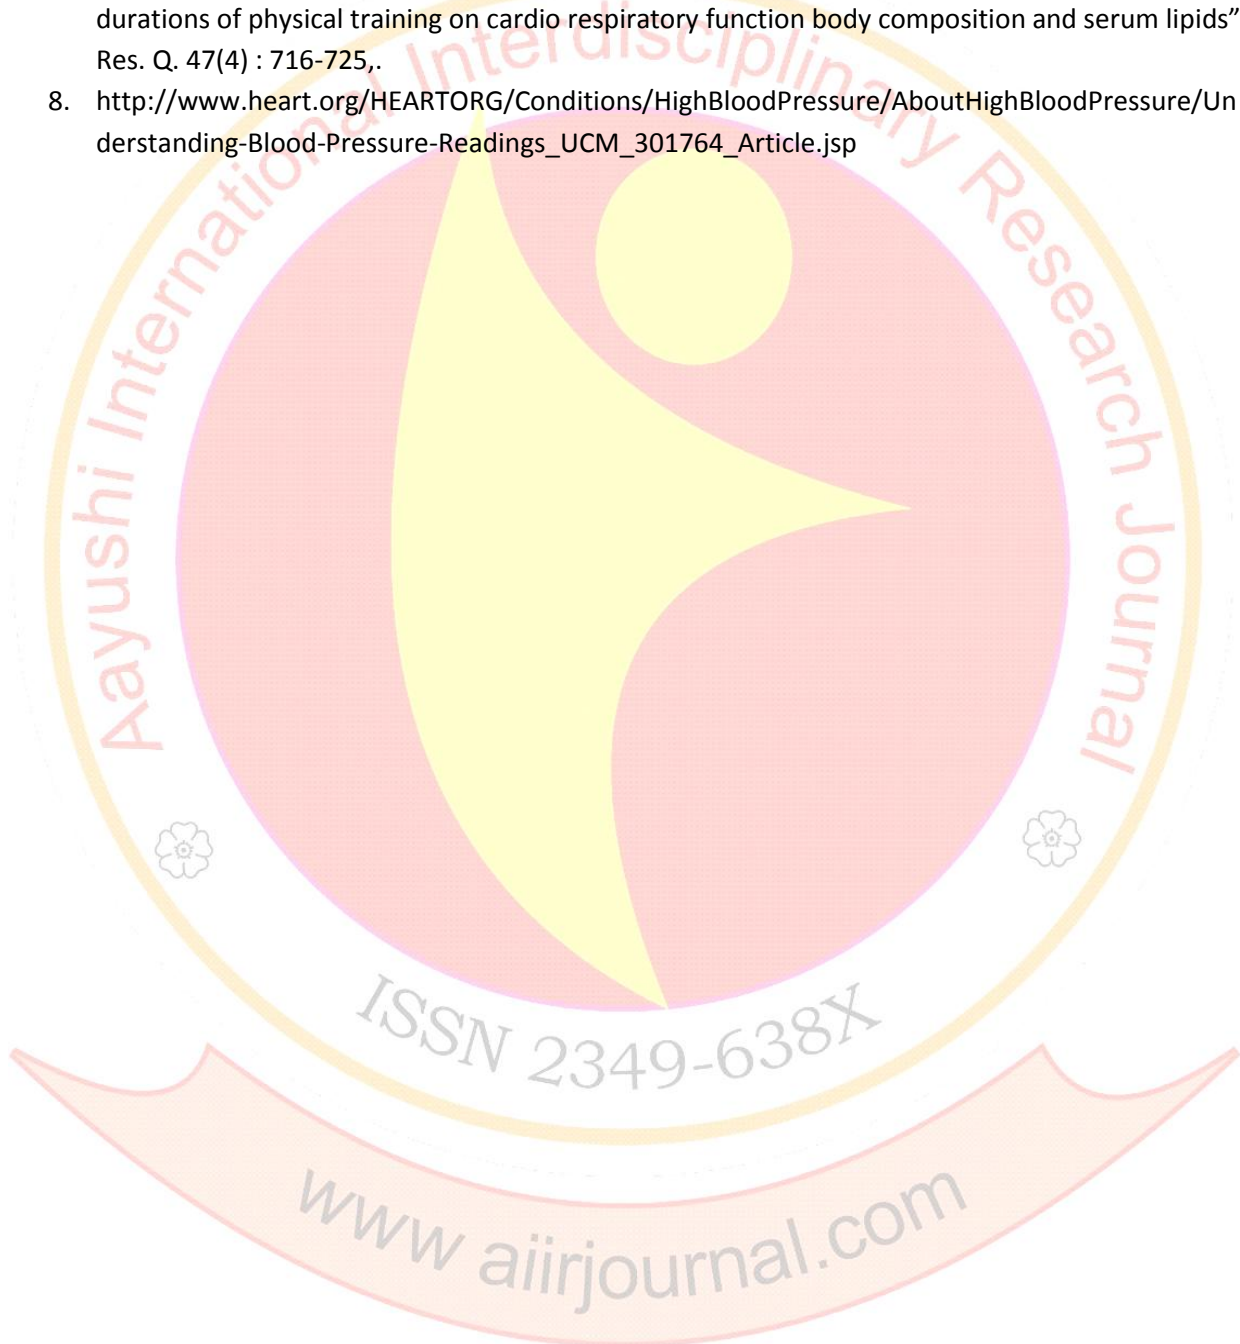 durations of physical training on cardio respiratory function body composition and serum lipids”
Res. Q. 47(4) : 716-725,.
8. http://www.heart.org/HEARTORG/Conditions/HighBloodPressure/AboutHighBloodPressure/Un
derstanding-Blood-Pressure-Readings_UCM_301764_Article.jsp
Aayushi International Interdisciplinary Research Journal
ISSN 2349-638X
www aiirjournal.com